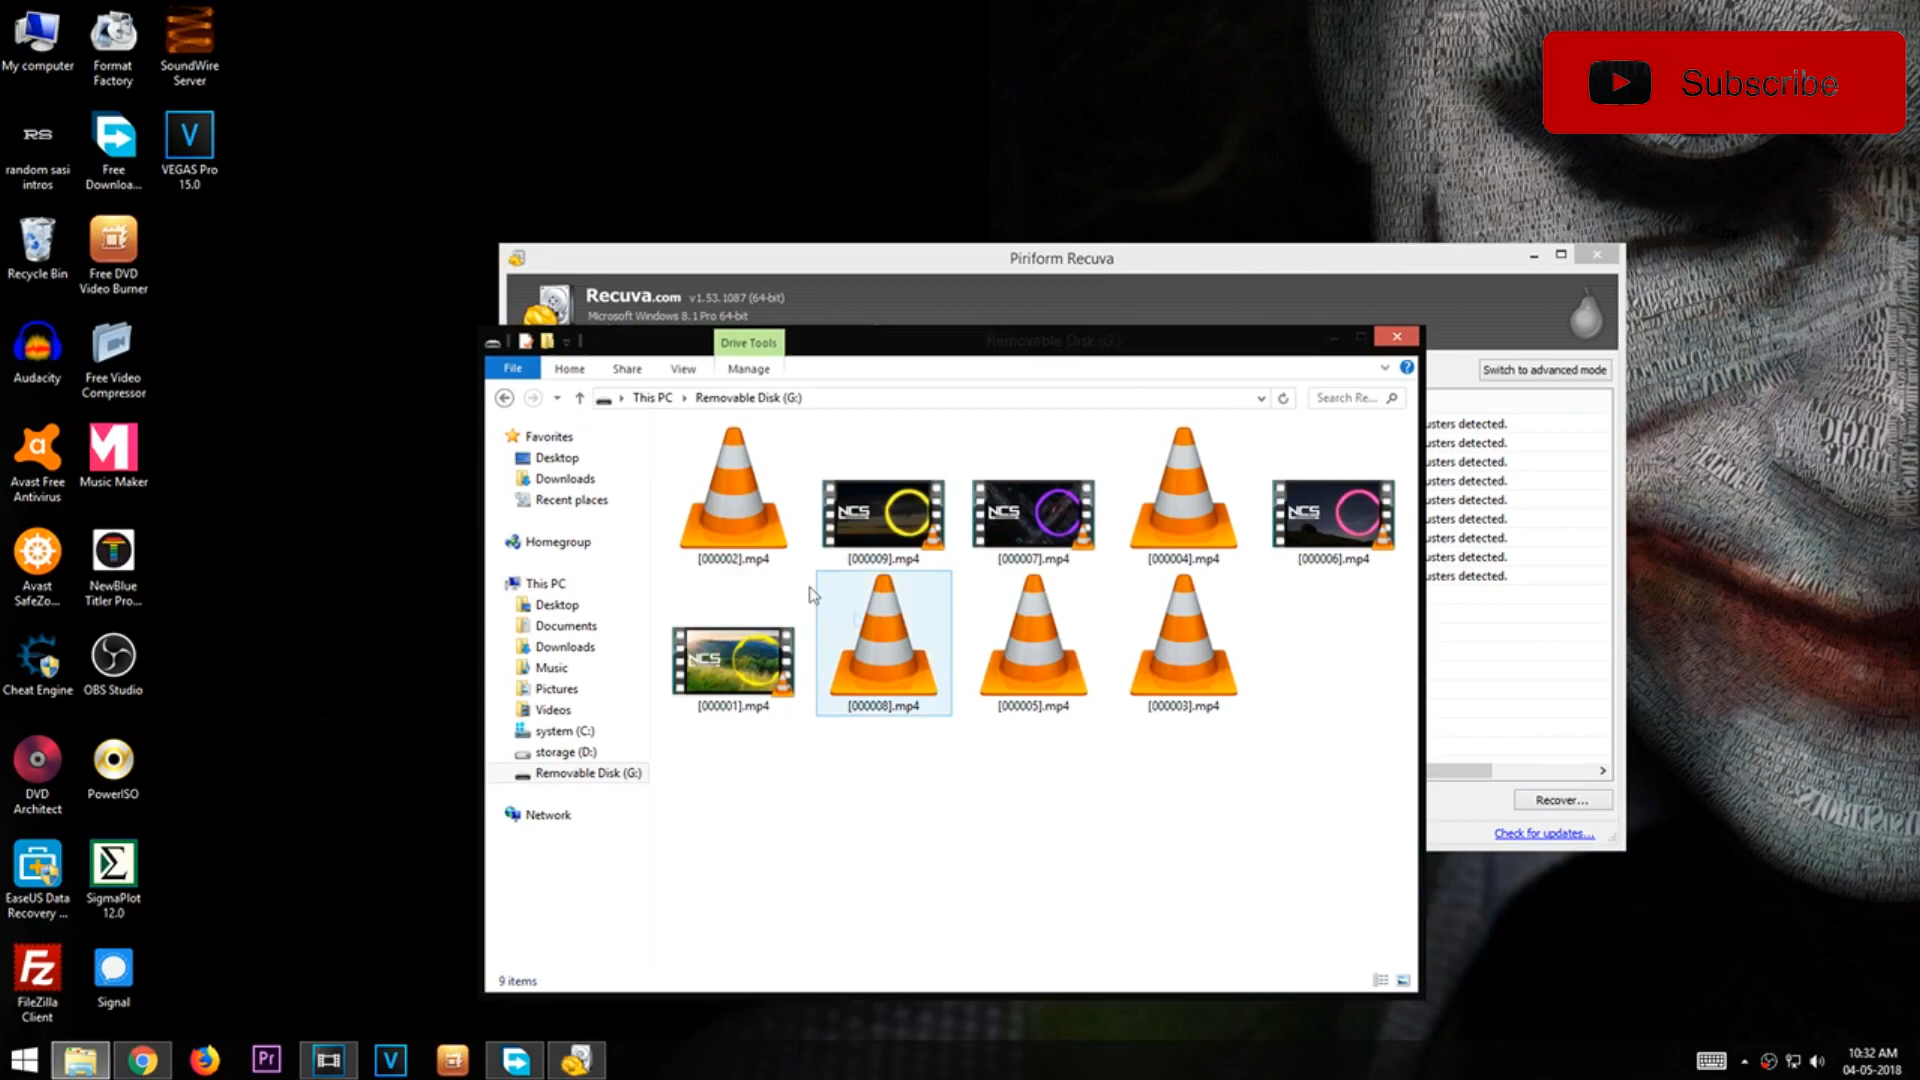 My computer
Format
Factory
SoundWire
Server
RS
random sasi
intros
Free
Downloa...
V
VEGAS Pro
15.0
Recycle Bin
Free DVD
Video Burner
Audacity
Free Video
Compressor
Avast Free
Antivirus
Music Maker
Avast
SafeZo...
NewBlue
Titler Pro...
Cheat Engine
OBS Studio
DVD
Architect
PowerISO
EaseUS Data
Recovery ...
SigmaPlot
12.0
Fz
FileZilla
Client
Signal
Subscribe
Piriform Recuva
Recuva.com v1.53.1087 (64-bit)
Microsoft Windows 8.1 Pro 64-bit
Switch to advanced mode
usters detected.
usters detected.
usters detected.
usters detected.
usters detected.
usters detected.
usters detected.
usters detected.
usters detected.
Recover...
Check for updates...
Drive Tools
Removable Disk (G:)
File
Home
Share
View
Manage
This PC
Removable Disk (G:)
Search Re...
Favorites
Desktop
Downloads
Recent places
Homegroup
This PC
Desktop
Documents
Downloads
Music
Pictures
Videos
system (C:)
storage (D:)
Removable Disk (G:)
Network
NCS
NCS
NCS
[000002].mp4
[000009].mp4
[000007].mp4
[000004].mp4
[000006].mp4
NCS
[000001].mp4
[000008].mp4
[000005].mp4
[000003].mp4
9 items
Pr
V
10:32 AM
04-05-2018